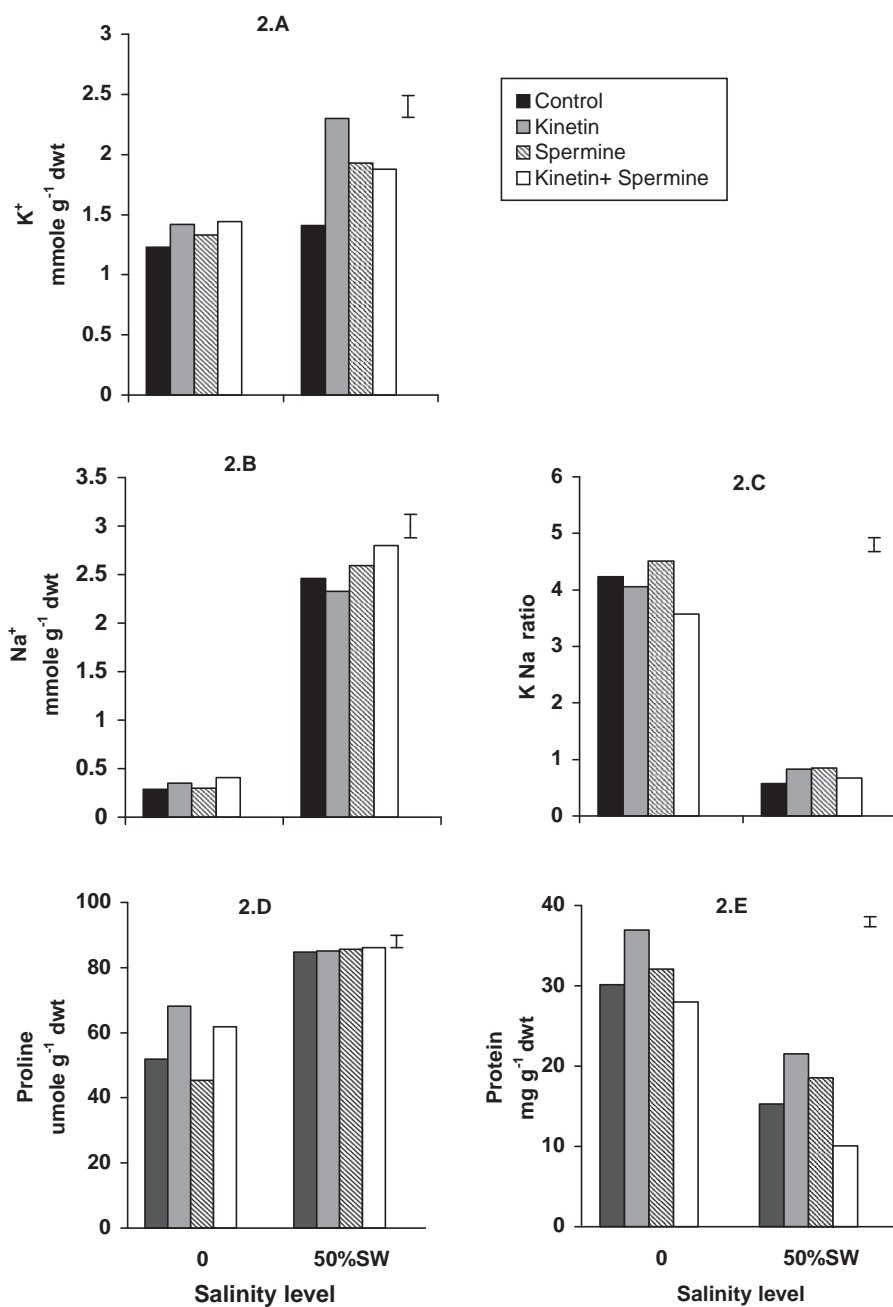 2.A
3
2.5
2
1.5
1
0.5
0
K+
mmole g-1 dwt
Control
Kinetin
Spermine
Kinetin+ Spermine
2.B
3.5
3
2.5
2
1.5
1
0.5
0
Na+
mmole g-1 dwt
2.C
6
5
4
3
2
1
0
K Na ratio
2.D
100
80
60
40
20
0
Proline
umole g-1 dwt
0 50%SW
Salinity level
2.E
40
30
20
10
0
Protein
mg g-1 dwt
0 50%SW
Salinity level